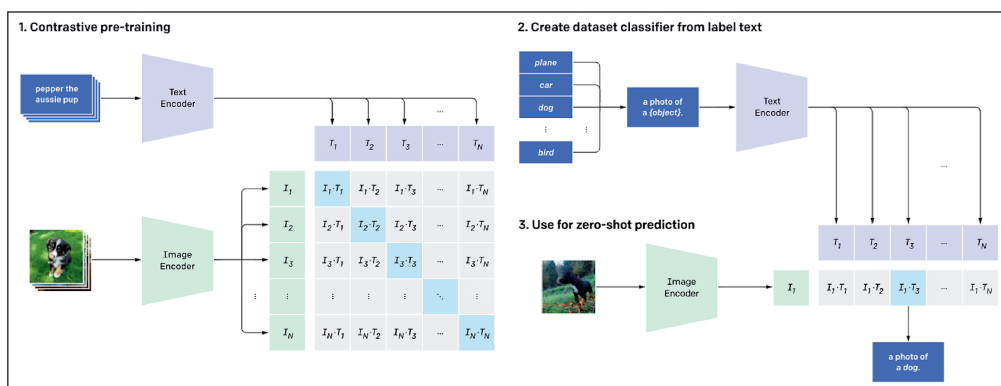 1. Contrastive pre-training
pepper the
aussie pup
Text
Encoder
...
T1 T2 T3 ... TN
I1 I1·T1 I1·T2 I1·T3 ... I1·TN
I2 I2·T1 I2·T2 I2·T3 ... I2·TN
I3 I3·T1 I3·T2 I3·T3 ... I3·TN
⋮ ⋮ ⋮ ⋮ ⋱ ⋮
IN IN·T1 IN·T2 IN·T3 ... IN·TN
Image
Encoder
2. Create dataset classifier from label text
plane
car
dog
⋮ ⋮
bird
a photo of
a {object}.
⋮
Text
Encoder
...
3. Use for zero-shot prediction
Image
Encoder
T1 T2 T3 ... TN
I1 I1·T1 I1·T2 I1·T3 ... I1·TN
a photo of
a dog.